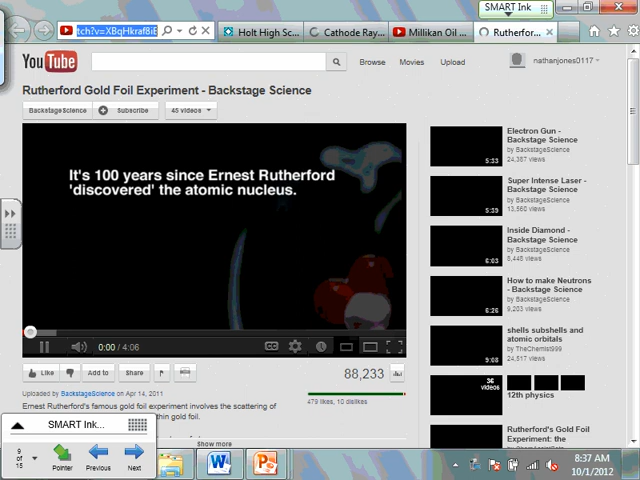 SMART Ink
tch?v=XBqHkraf8iE
Holt High Sc...
Cathode Ray...
Millikan Oil ...
Rutherfor...
YouTube
Browse
Movies
Upload
nathanjones0117
Rutherford Gold Foil Experiment - Backstage Science
BackstageScience
Subscribe
45 videos
It's 100 years since Ernest Rutherford
'discovered' the atomic nucleus.
0:00 / 4:06
CC
Like
Add to
Share
88,233
Uploaded by BackstageScience on Apr 14, 2011
479 likes, 10 dislikes
Ernest Rutherford's famous gold foil experiment involves the scattering of
thin gold foil.
Show more
5:33
Electron Gun -
Backstage Science
by BackstageScience
24,387 views
5:39
Super Intense Laser -
Backstage Science
by BackstageScience
13,560 views
6:03
Inside Diamond -
Backstage Science
by BackstageScience
8,448 views
6:26
How to make Neutrons
- Backstage Science
by BackstageScience
9,203 views
9:08
shells subshells and
atomic orbitals
by TheChemist999
24,517 views
36
videos
12th physics
Rutherford's Gold Foil
Experiment: the
SMART Ink...
9
of
15
Pointer
Previous
Next
8:37 AM
10/1/2012